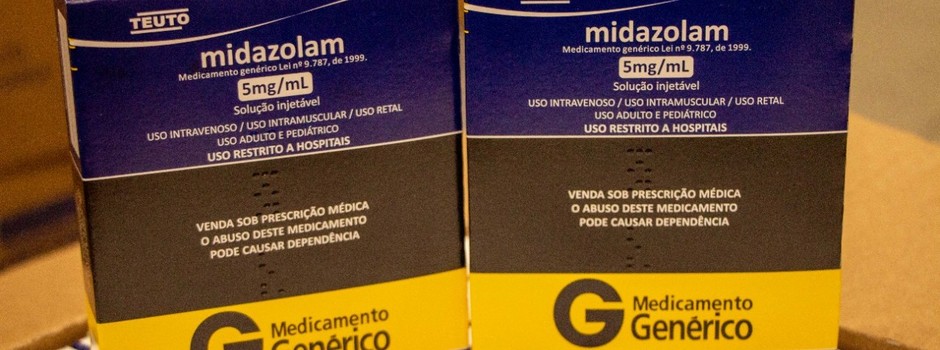 TEUTO
midazolam
Medicamento genérico Lei nº 9.787, de 1999.
5mg/mL
Solução injetável
USO INTRAVENOSO / USO INTRAMUSCULAR / USO RETAL
USO ADULTO E PEDIÁTRICO
USO RESTRITO A HOSPITAIS
VENDA SOB PRESCRIÇÃO MÉDICA
O ABUSO DESTE MEDICAMENTO
PODE CAUSAR DEPENDÊNCIA
G Medicamento
Genérico
TEUTO
midazolam
Medicamento genérico Lei nº 9.787, de 1999.
5mg/mL
Solução injetável
USO INTRAVENOSO / USO INTRAMUSCULAR / USO RETAL
USO ADULTO E PEDIÁTRICO
USO RESTRITO A HOSPITAIS
VENDA SOB PRESCRIÇÃO MÉDICA
O ABUSO DESTE MEDICAMENTO
PODE CAUSAR DEPENDÊNCIA
G Medicamento
Genérico